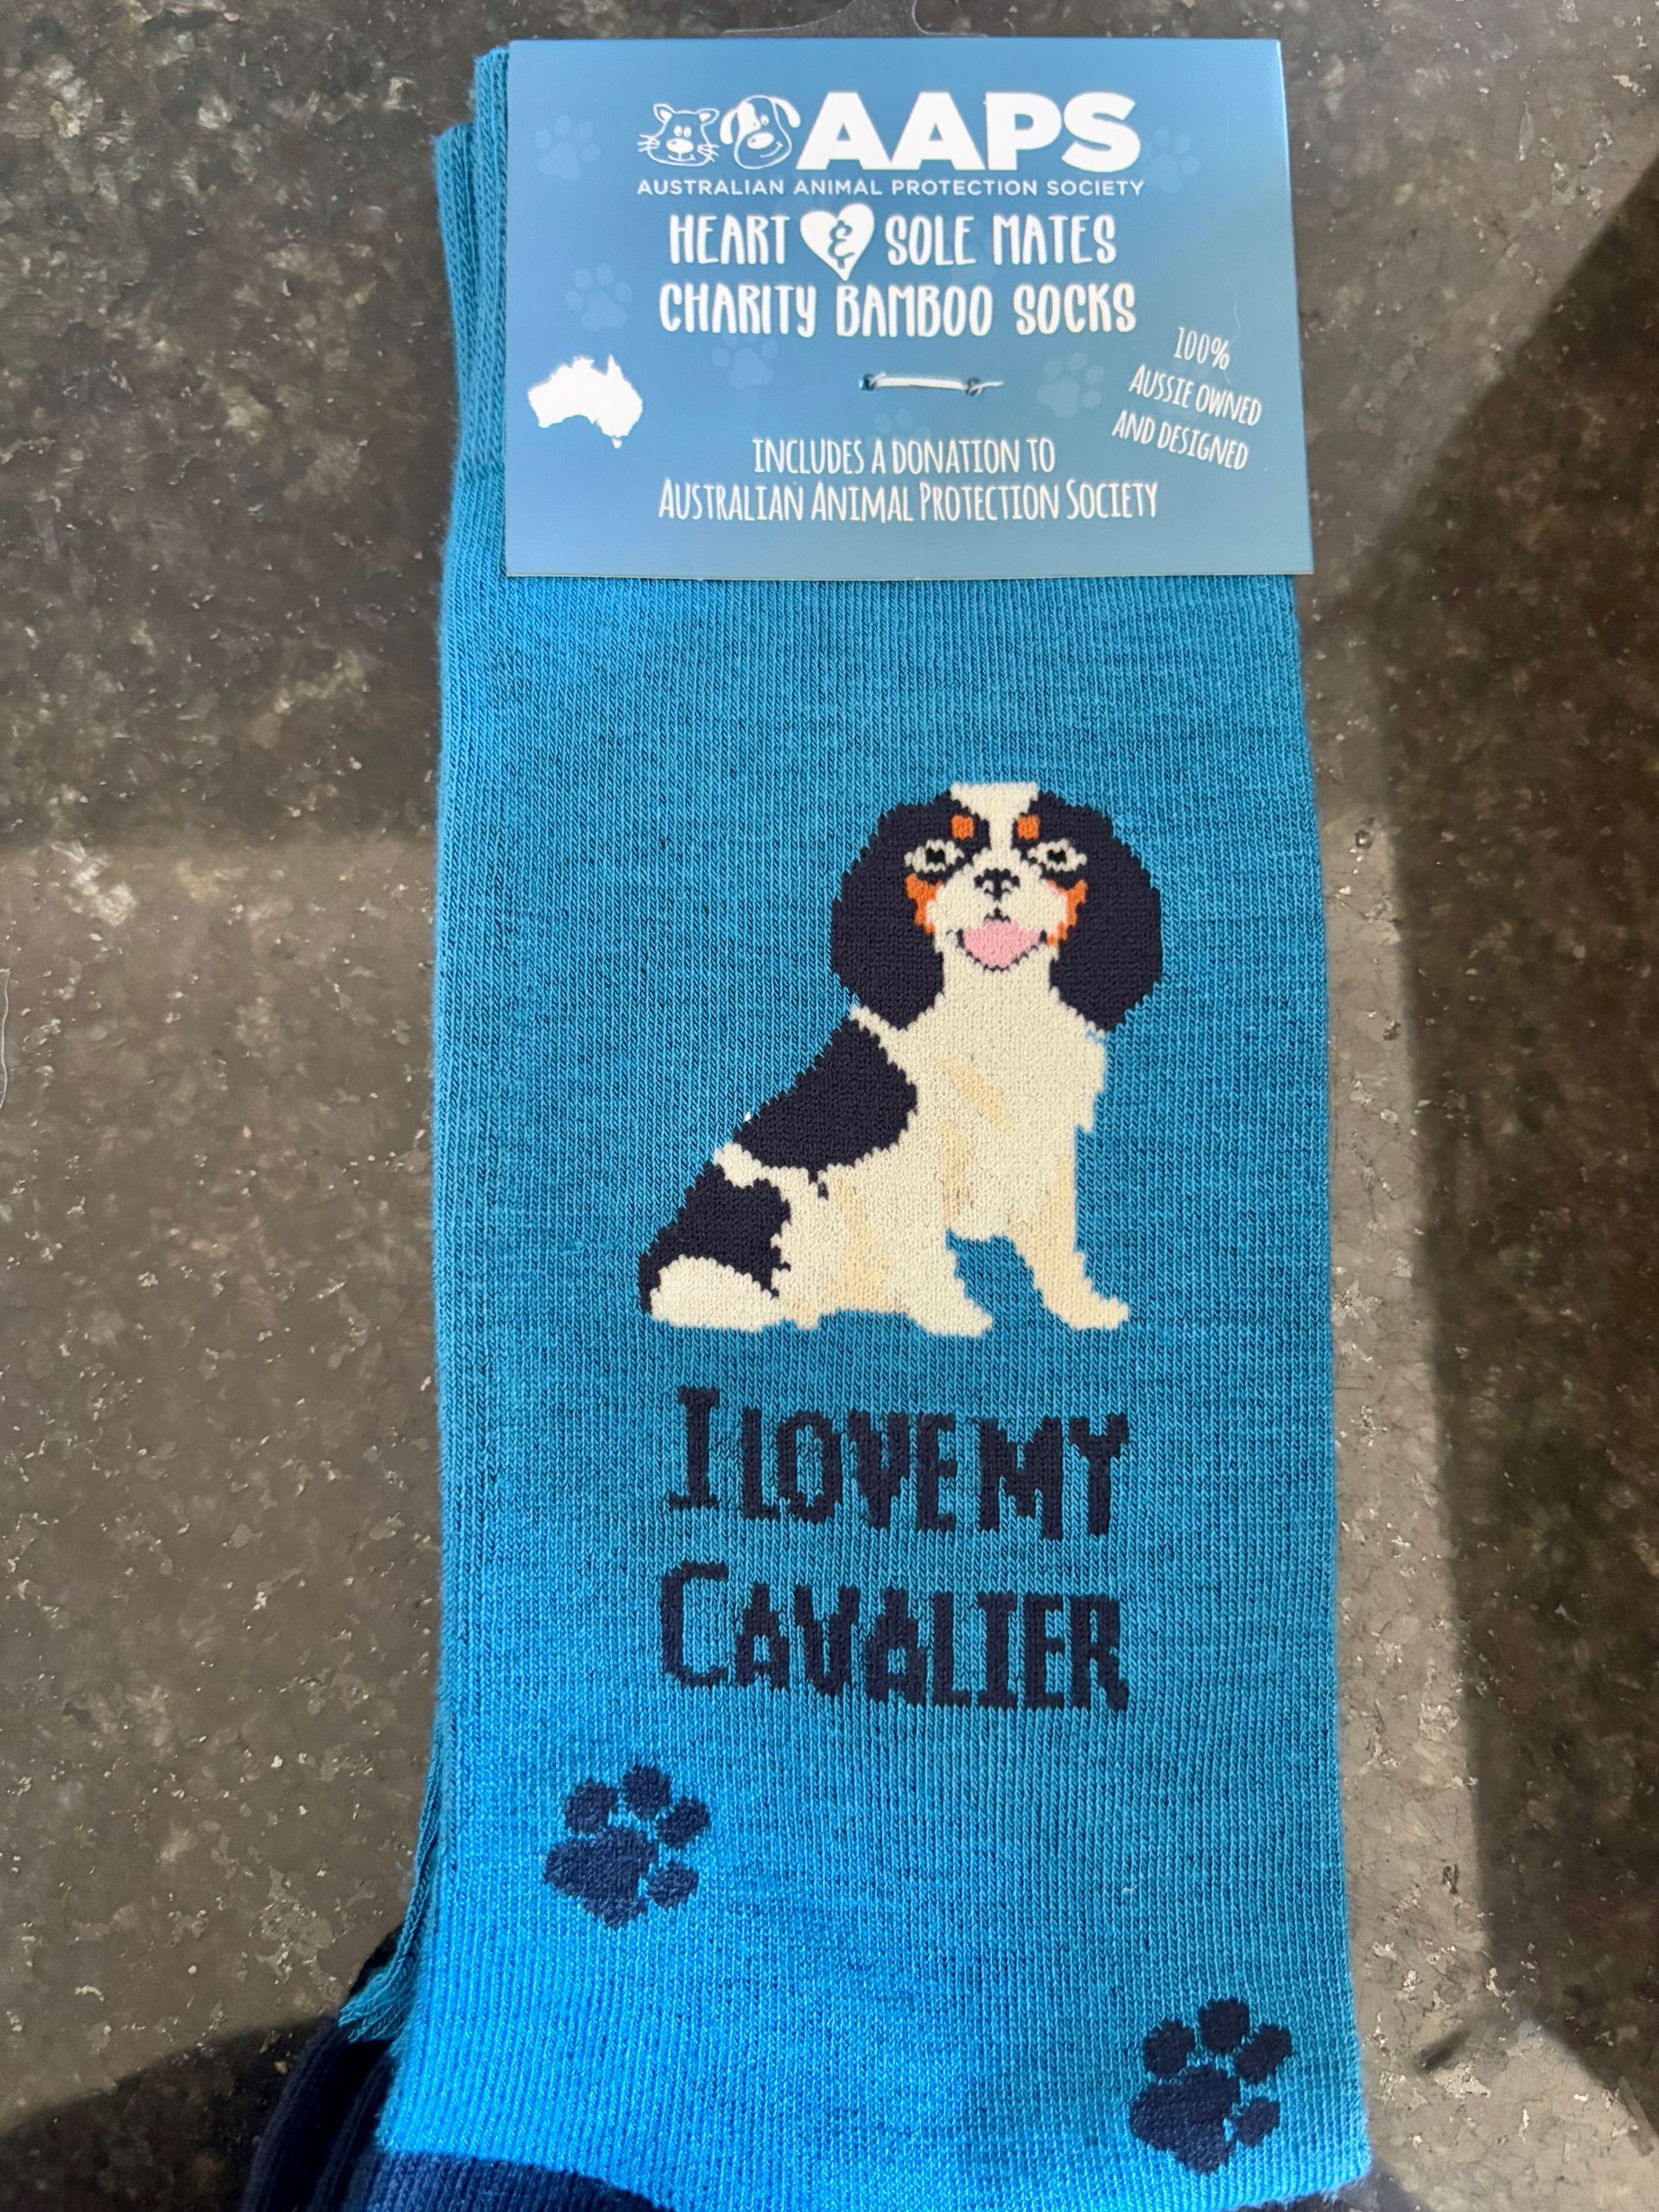 AAPS
AUSTRALIAN ANIMAL PROTECTION SOCIETY
HEART & SOLE MATES
CHARITY BAMBOO SOCKS
100%
AUSSIE OWNED
AND DESIGNED
INCLUDES A DONATION TO
AUSTRALIAN ANIMAL PROTECTION SOCIETY
I LOVE MY
CAVALIER